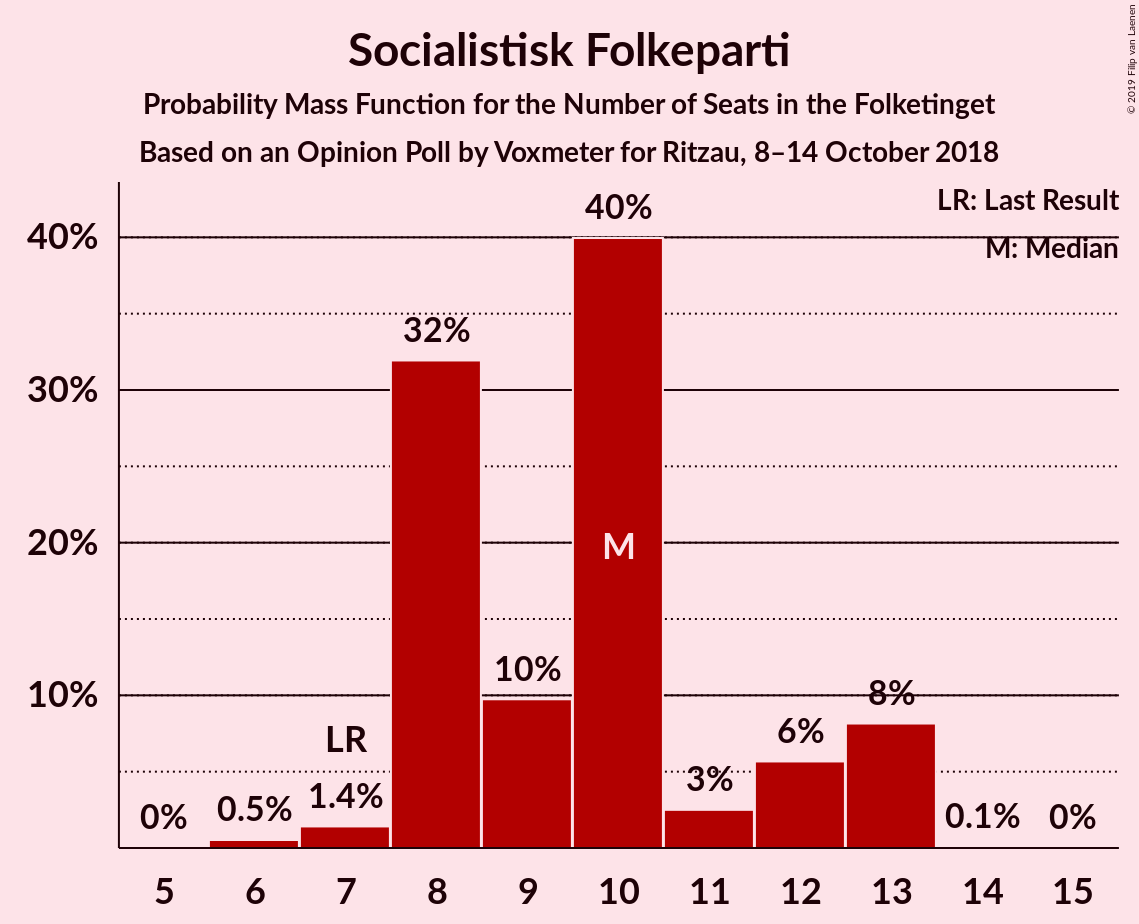 Socialistisk Folkeparti
Probability Mass Function for the Number of Seats in the Folketinget
Based on an Opinion Poll by Voxmeter for Ritzau, 8–14 October 2018
© 2019 Filip van Laenen
LR: Last Result
M: Median
40%
30%
20%
10%
0%
0.5%
1.4%
LR
32%
10%
40%
M
3%
6%
8%
0.1%
0%
5 6 7 8 9 10 11 12 13 14 15